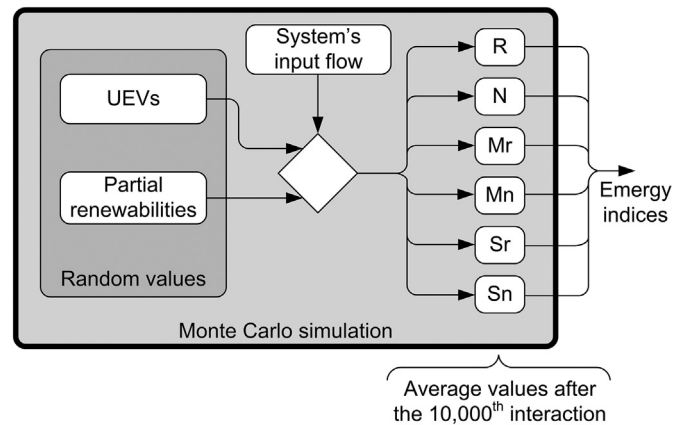 System's
input flow
UEVs
Partial
renewabilities
Random values
R
N
Mr
Mn
Sr
Sn
Emergy
indices
Monte Carlo simulation
Average values after
the 10,000th interaction